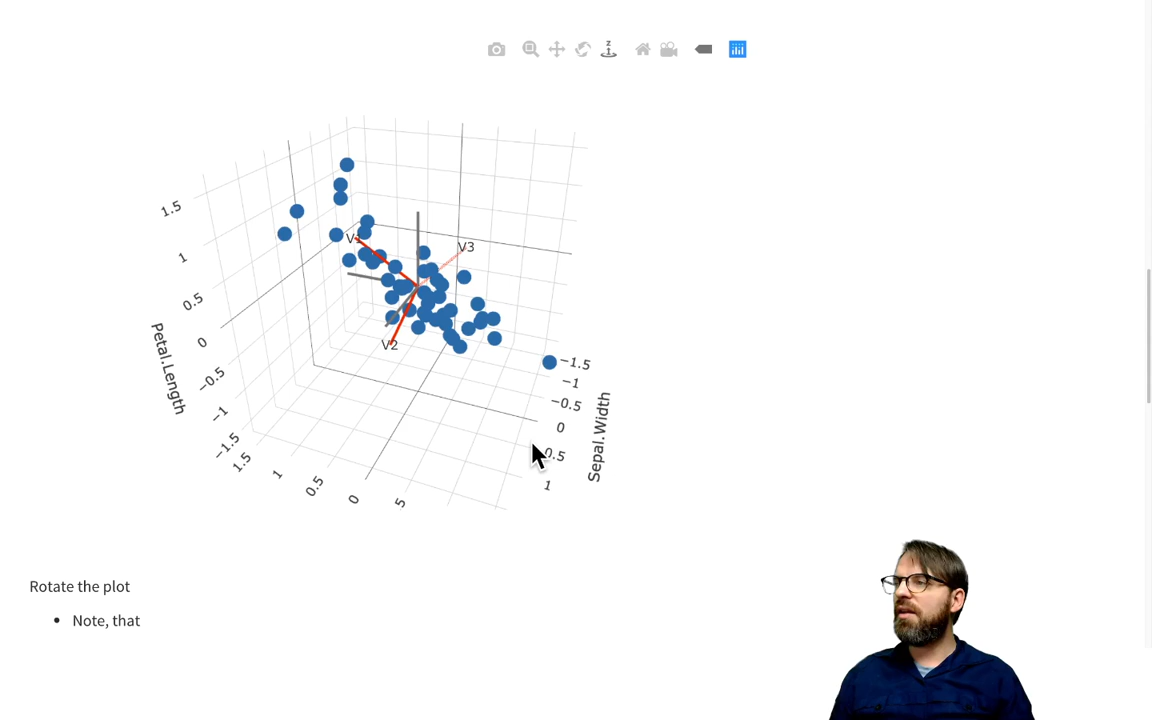 z
V1
V3
V2
1.5
1
0.5
0
−0.5
−1
−1.5
Petal.Length
1.5
1
0.5
0
5
−1.5
−1
−0.5
0
0.5
1
Sepal.Width
Rotate the plot
• Note, that